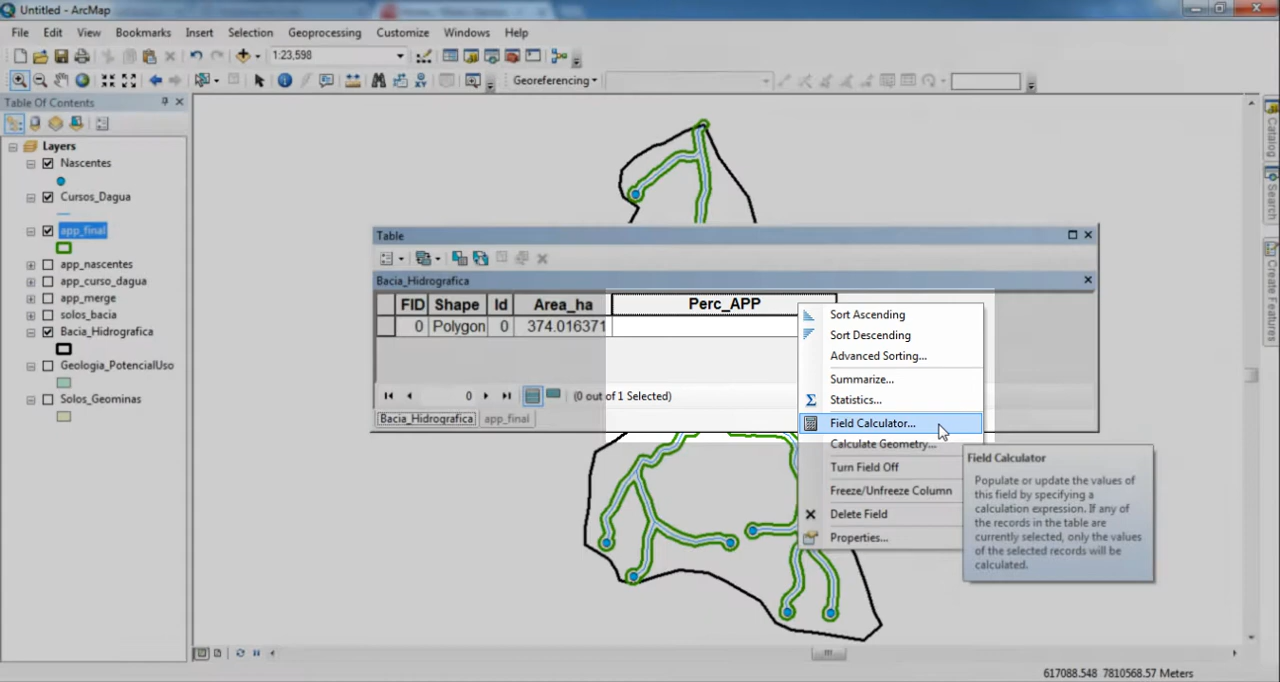 Untitled - ArcMap
File Edit View Bookmarks Insert Selection Geoprocessing Customize Windows Help
1:23,598
Georeferencing
Table Of Contents
Layers
Nascentes
Cursos_Dagua
app_final
app_nascentes
app_curso_dagua
app_merge
solos_bacia
Bacia_Hidrografica
Geologia_PotencialUso
Solos_Geominas
Table
Bacia_Hidrografica
FID Shape Id Area_ha Perc_APP
0 Polygon 0 374.016371
0 (0 out of 1 Selected)
Bacia_Hidrografica app_final
Sort Ascending
Sort Descending
Advanced Sorting...
Summarize...
Statistics...
Field Calculator...
Calculate Geometry...
Turn Field Off
Freeze/Unfreeze Column
Delete Field
Properties...
Field Calculator
Populate or update the values of
this field by specifying a
calculation expression. If any of
the records in the table are
currently selected, only the values
of the selected records will be
calculated.
Catalog
Search
Create Features
617088.548 7810568.57 Meters